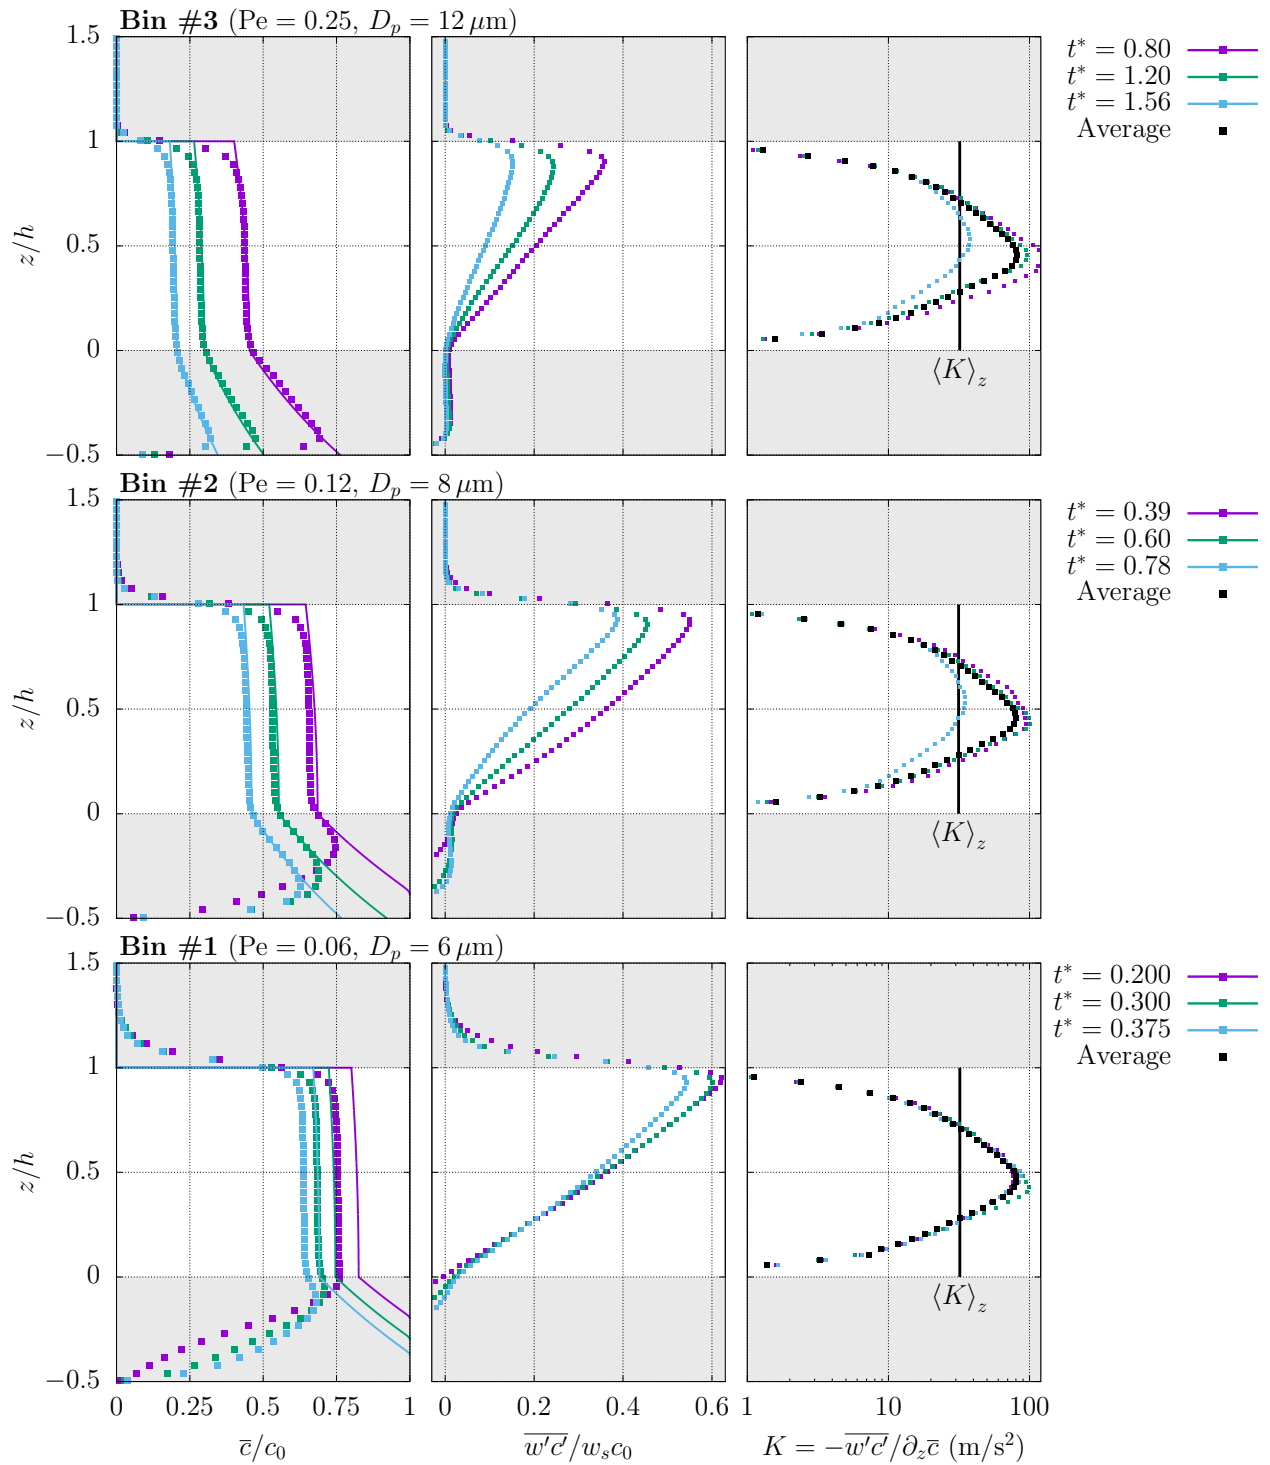 Bin #3 (Pe = 0.25, D_p = 12 μm)
1.5
1
0.5
0
−0.5
z/h
⟨K⟩_z
t* = 0.80
t* = 1.20
t* = 1.56
Average
Bin #2 (Pe = 0.12, D_p = 8 μm)
1.5
1
0.5
0
−0.5
z/h
⟨K⟩_z
t* = 0.39
t* = 0.60
t* = 0.78
Average
Bin #1 (Pe = 0.06, D_p = 6 μm)
1.5
1
0.5
0
−0.5
z/h
⟨K⟩_z
t* = 0.200
t* = 0.300
t* = 0.375
Average
0 0.25 0.5 0.75 1
0 0.2 0.4 0.6
1 10 100
c̅/c₀
w′c′‾/w_s c₀
K = −w′c′‾/∂_z c̅ (m/s²)